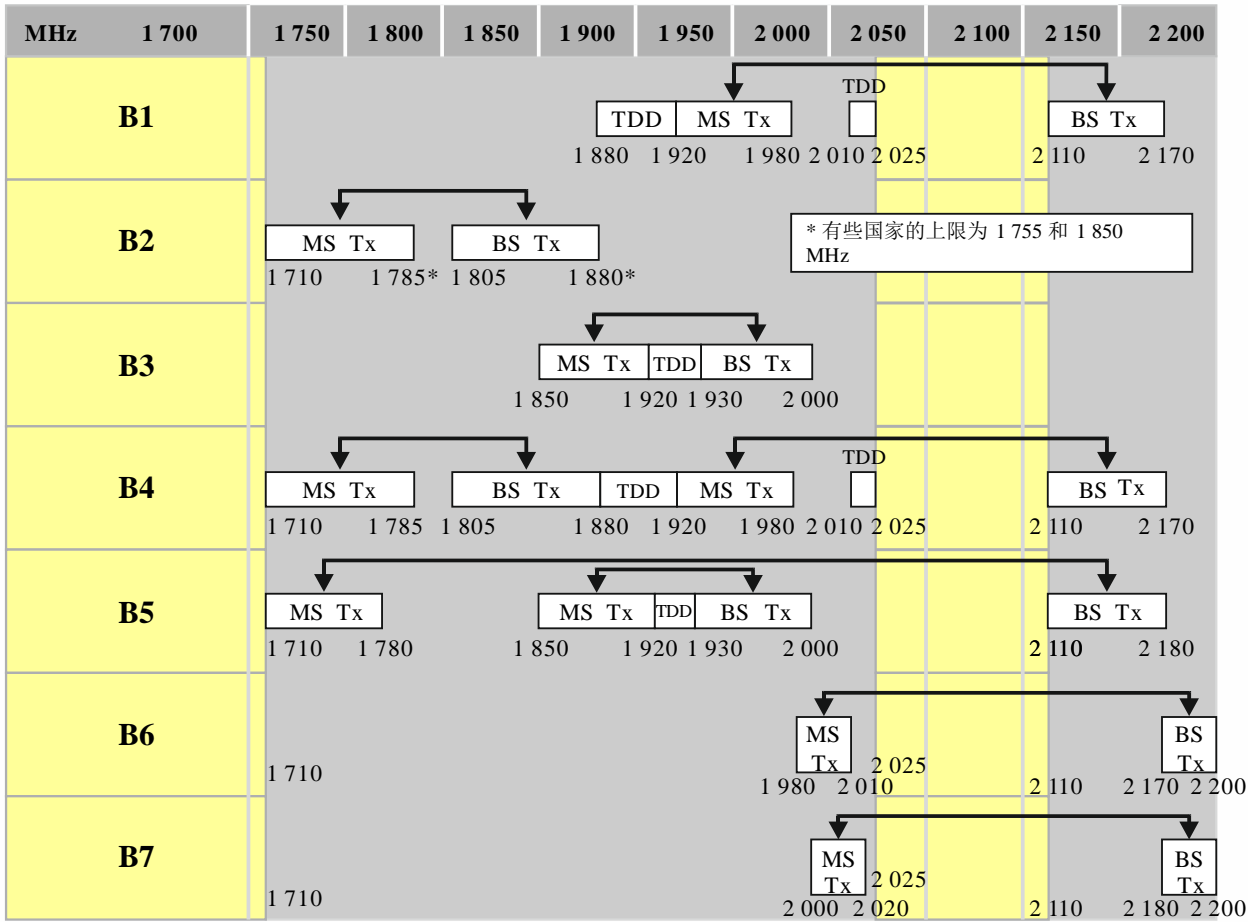 MHz 1 700 1 750 1 800 1 850 1 900 1 950 2 000 2 050 2 100 2 150 2 200
TDD
B1 TDD MS Tx BS Tx
1 880 1 920 1 980 2 010 2 025 2 110 2 170
B2 MS Tx BS Tx
1 710 1 785* 1 805 1 880*
* 有些国家的上限为 1 755 和 1 850
MHz
B3 MS Tx TDD BS Tx
1 850 1 920 1 930 2 000
TDD
B4 MS Tx BS Tx TDD MS Tx BS Tx
1 710 1 785 1 805 1 880 1 920 1 980 2 010 2 025 2 110 2 170
B5 MS Tx MS Tx TDD BS Tx BS Tx
1 710 1 780 1 850 1 920 1 930 2 000 2 110 2 180
B6 MS BS
Tx Tx
1 710 2 025
1 980 2 010 2 110 2 170 2 200
B7 MS BS
Tx Tx
1 710 2 025
2 000 2 020 2 110 2 180 2 200